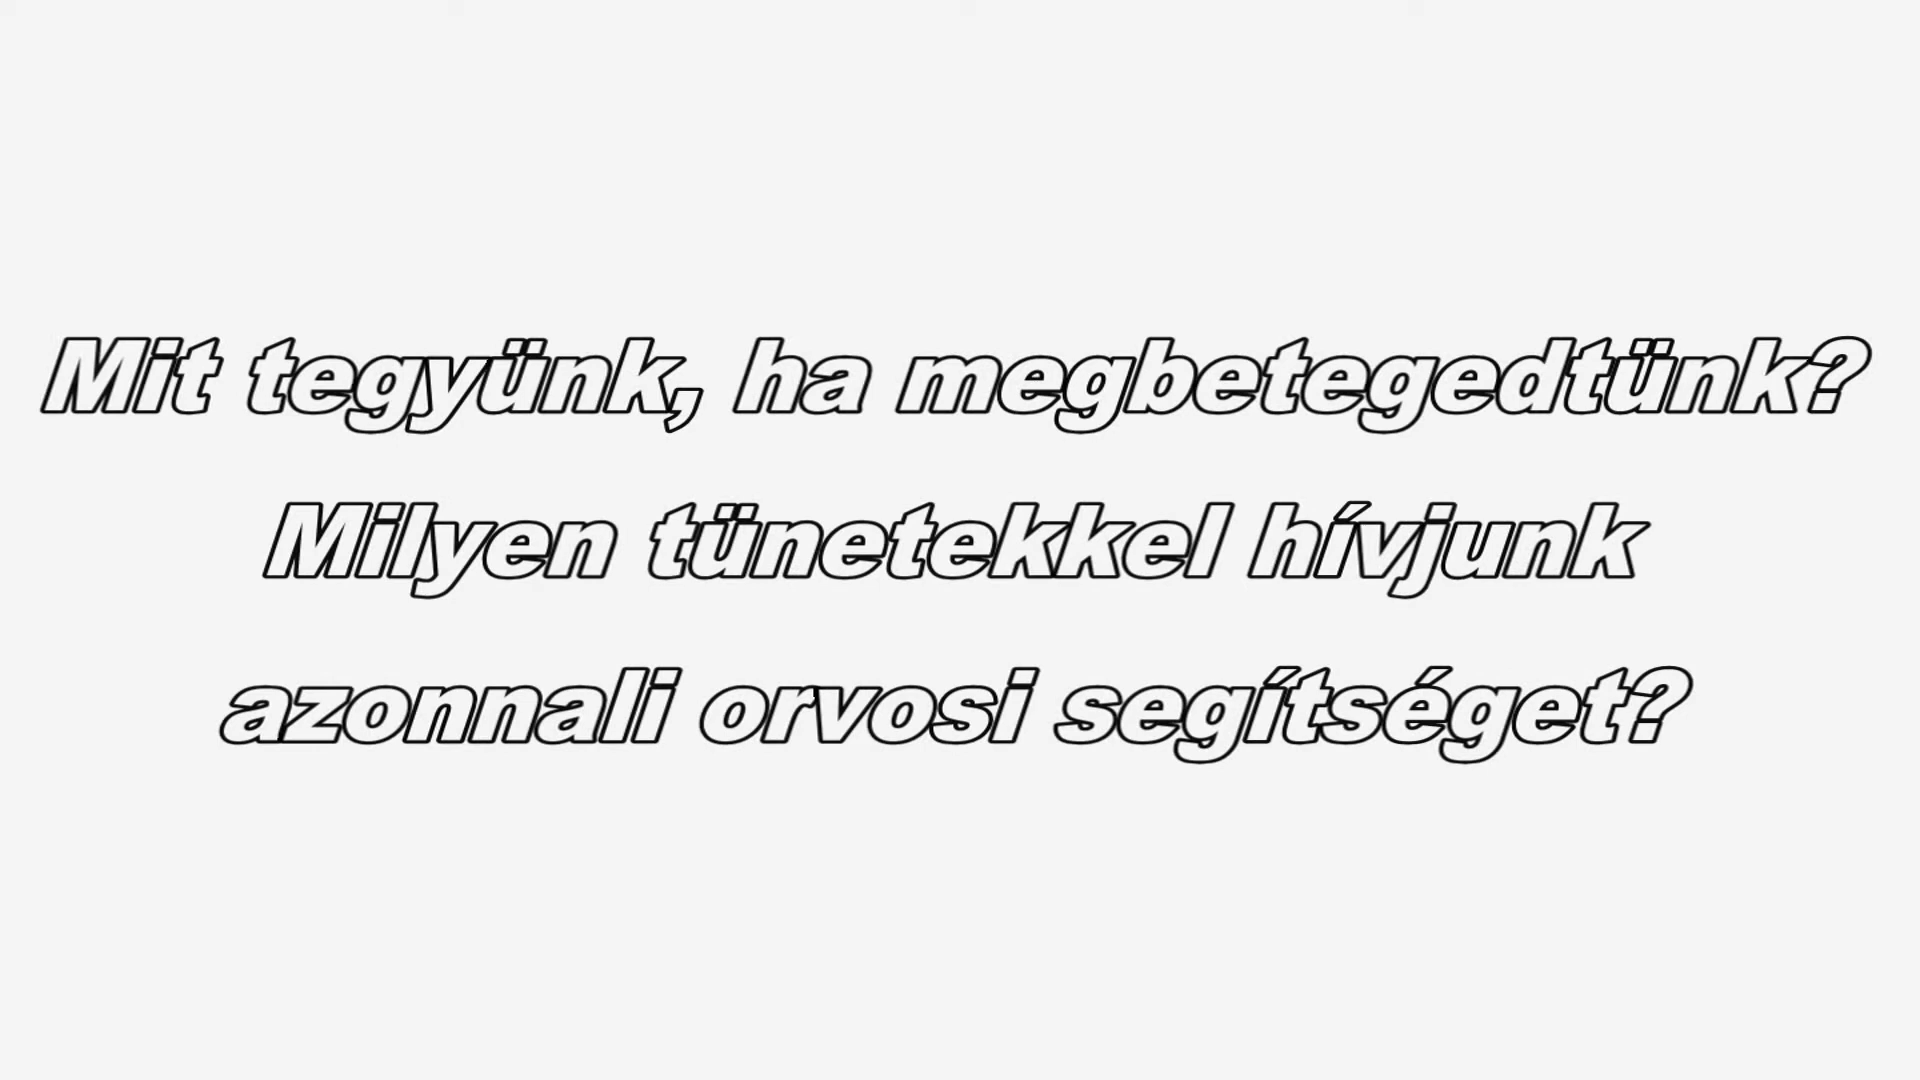 Mit tegyünk, ha megbetegedtünk?
Milyen tünetekkel hívjunk
azonnali orvosi segítséget?